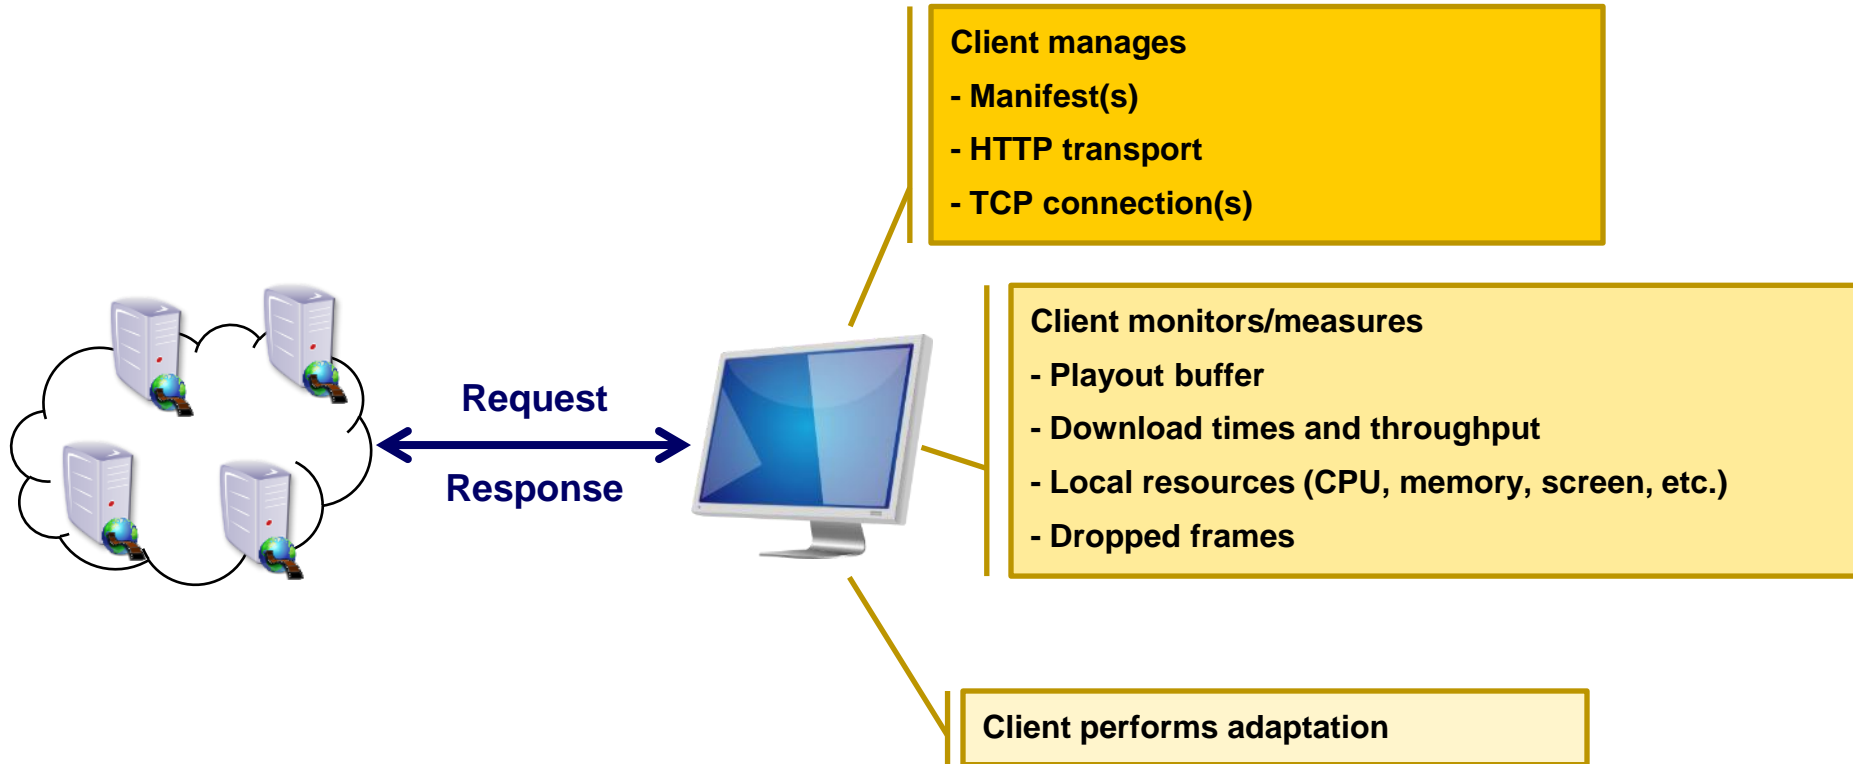 Client manages
- Manifest(s)
- HTTP transport
- TCP connection(s)
Request
Response
Client monitors/measures
- Playout buffer
- Download times and throughput
- Local resources (CPU, memory, screen, etc.)
- Dropped frames
Client performs adaptation